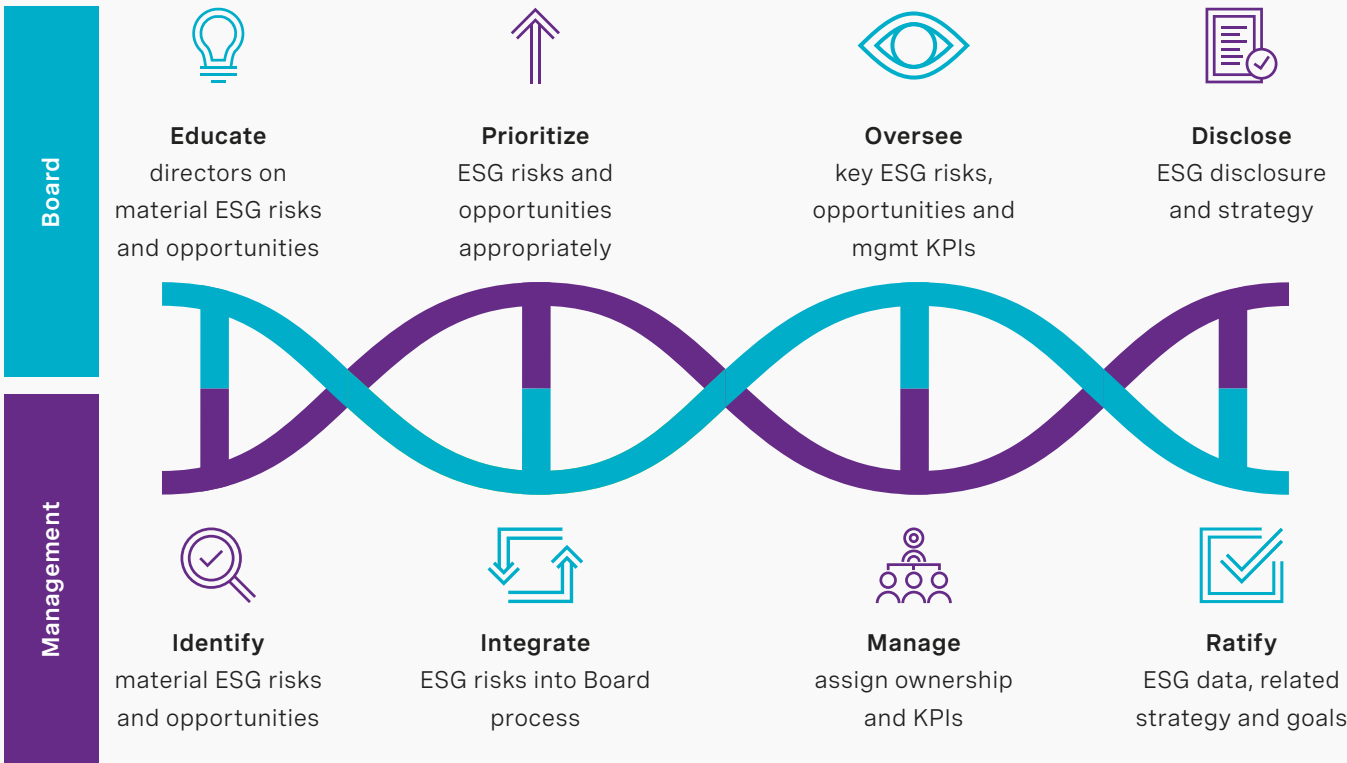 Board
Educate
directors on
material ESG risks
and opportunities
Prioritize
ESG risks and
opportunities
appropriately
Oversee
key ESG risks,
opportunities and
mgmt KPIs
Disclose
ESG disclosure
and strategy
Management
Identify
material ESG risks
and opportunities
Integrate
ESG risks into Board
process
Manage
assign ownership
and KPIs
Ratify
ESG data, related
strategy and goals